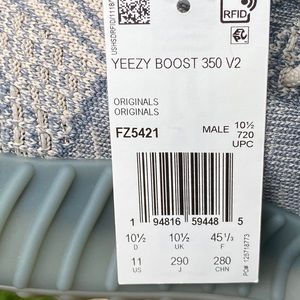 RFID
YEEZY BOOST 350 V2
ORIGINALS
ORIGINALS
FZ5421
MALE 10½
720
UPC
1 94816 59448 5
10½ 10½ 45⅓
D UK F
11 290 280
US J CHN